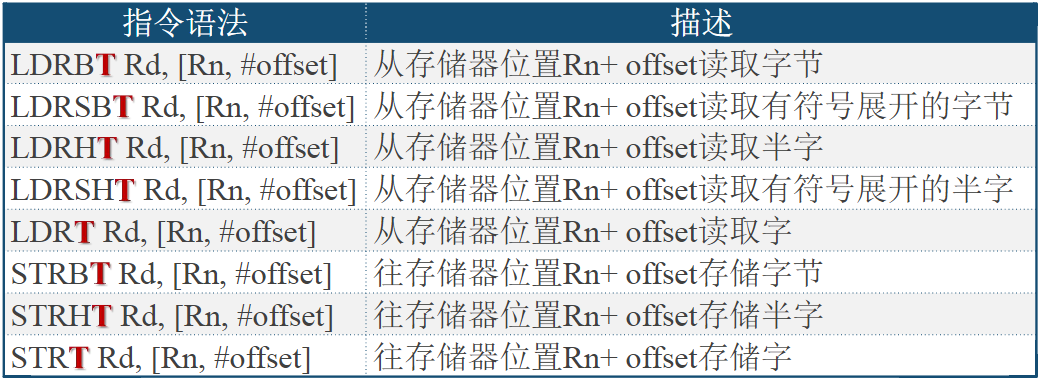 指令语法 描述
LDRBT Rd, [Rn, #offset] 从存储器位置Rn+ offset读取字节
LDRSBT Rd, [Rn, #offset] 从存储器位置Rn+ offset读取有符号展开的字节
LDRHT Rd, [Rn, #offset] 从存储器位置Rn+ offset读取半字
LDRSHT Rd, [Rn, #offset] 从存储器位置Rn+ offset读取有符号展开的半字
LDRT Rd, [Rn, #offset] 从存储器位置Rn+ offset读取字
STRBT Rd, [Rn, #offset] 往存储器位置Rn+ offset存储字节
STRHT Rd, [Rn, #offset] 往存储器位置Rn+ offset存储半字
STRT Rd, [Rn, #offset] 往存储器位置Rn+ offset存储字